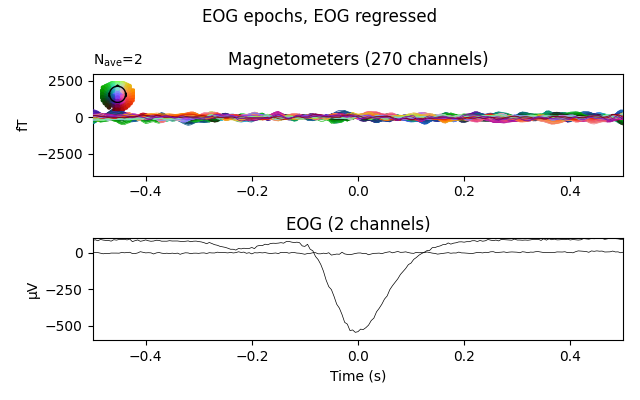 EOG epochs, EOG regressed
Nave=2
Magnetometers (270 channels)
2500
0
−2500
fT
−0.4 −0.2 0.0 0.2 0.4
EOG (2 channels)
0
−250
−500
µV
−0.4 −0.2 0.0 0.2 0.4
Time (s)